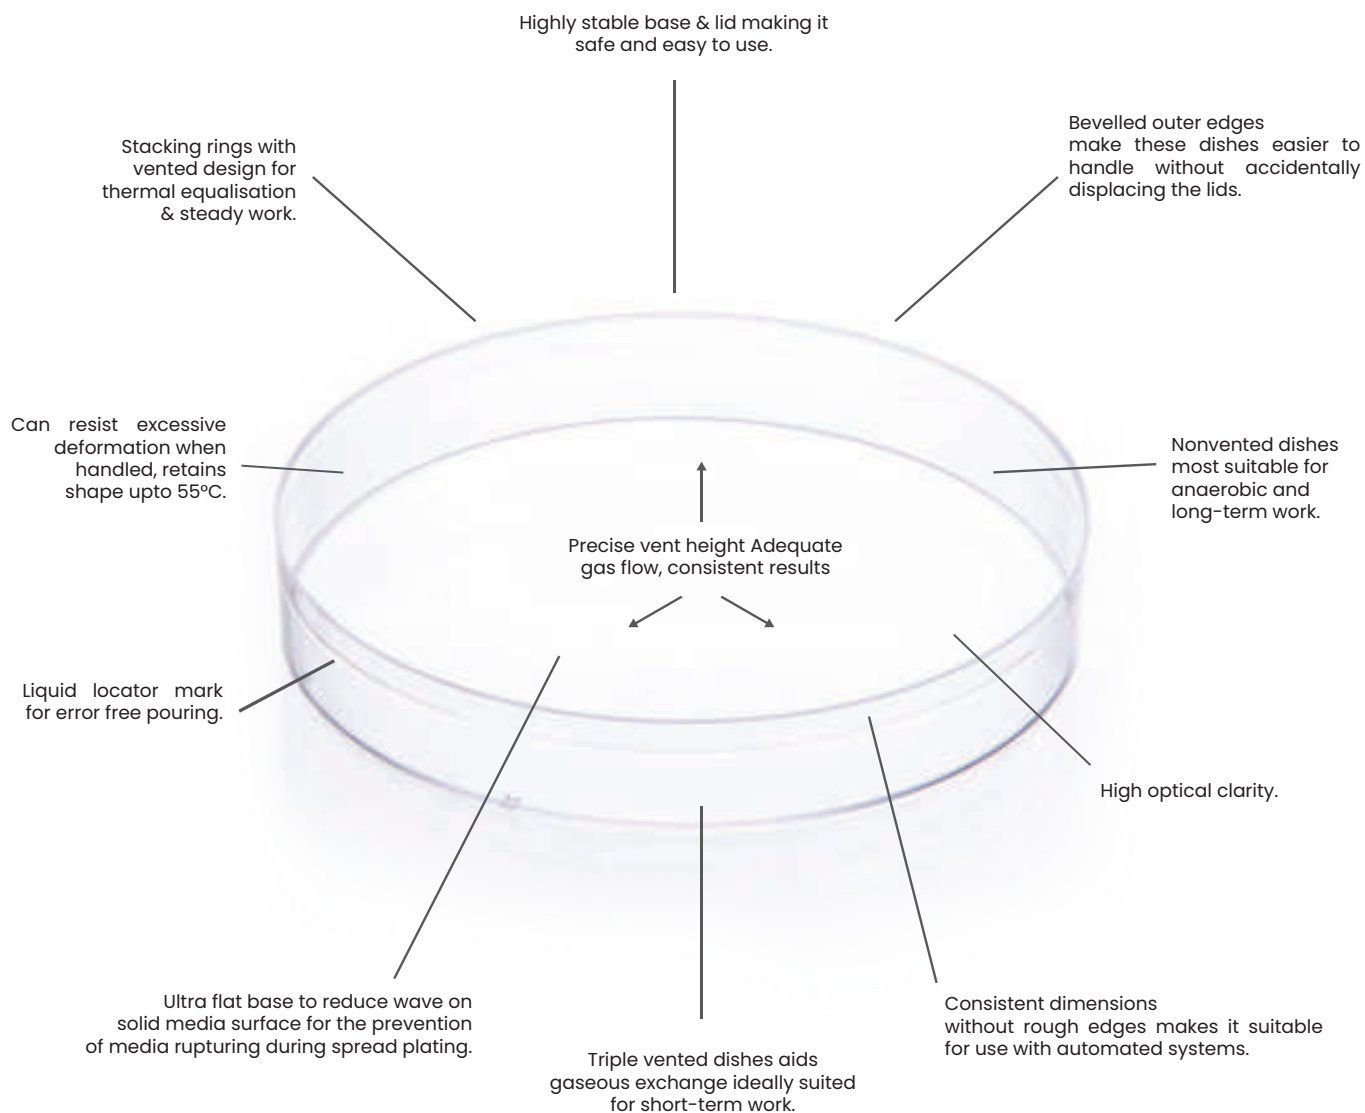 Highly stable base & lid making it
safe and easy to use.
Stacking rings with
vented design for
thermal equalisation
& steady work.
Bevelled outer edges
make these dishes easier to
handle without accidentally
displacing the lids.
Can resist excessive
deformation when
handled, retains
shape upto 55°C.
Nonvented dishes
most suitable for
anaerobic and
long-term work.
Precise vent height Adequate
gas flow, consistent results
Liquid locator mark
for error free pouring.
High optical clarity.
Ultra flat base to reduce wave on
solid media surface for the prevention
of media rupturing during spread plating.
Consistent dimensions
without rough edges makes it suitable
for use with automated systems.
Triple vented dishes aids
gaseous exchange ideally suited
for short-term work.